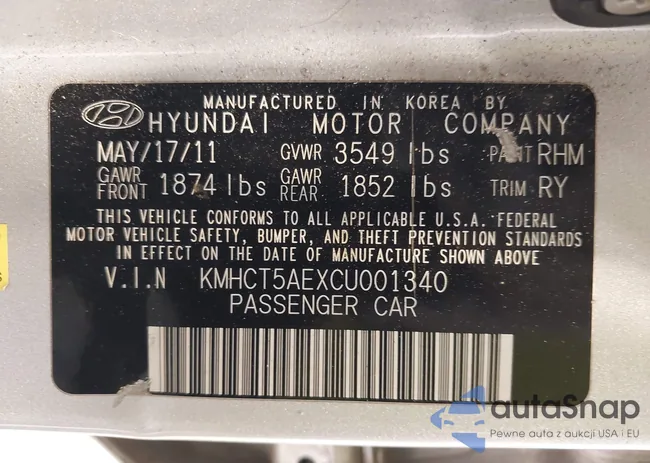 MANUFACTURED IN KOREA BY
HYUNDAI MOTOR COMPANY
MAY/17/11 GVWR 3549 lbs PAINT RHM
GAWR FRONT 1874 lbs GAWR REAR 1852 lbs TRIM RY
THIS VEHICLE CONFORMS TO ALL APPLICABLE U.S.A. FEDERAL
MOTOR VEHICLE SAFETY, BUMPER, AND THEFT PREVENTION STANDARDS
IN EFFECT ON THE DATE OF MANUFACTURE SHOWN ABOVE.
V.I.N KMHCT5AEXCU001340
PASSENGER CAR
autoSnap
Pewne auta z aukcji USA i EU